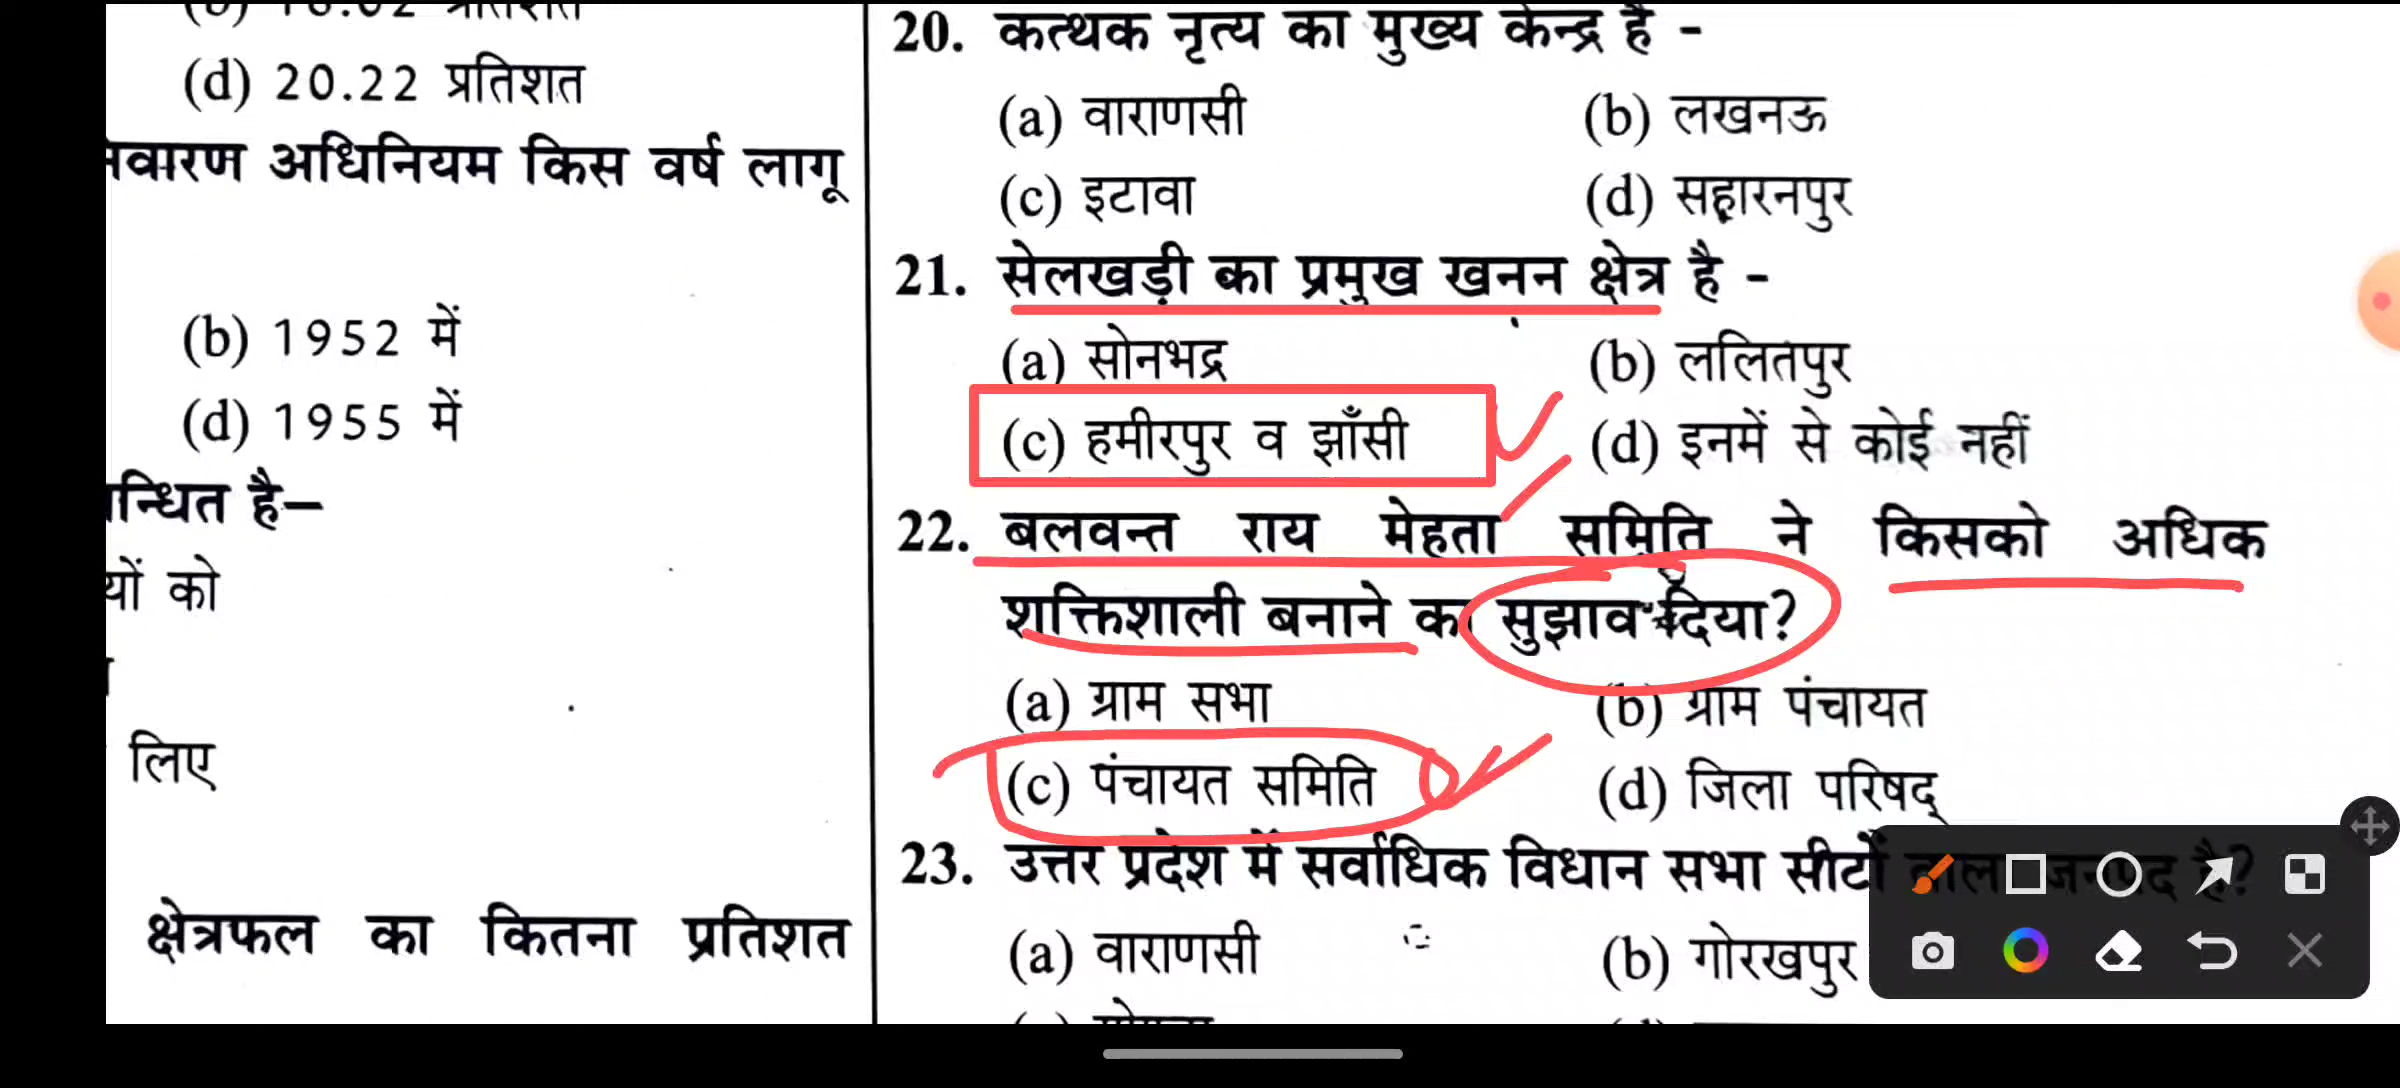 (d) 20.22 प्रतिशत
अधिनियम किस वर्ष लागू
(b) 1952 में
(d) 1955 में
है–
को
लिए
क्षेत्रफल का कितना प्रतिशत
20. कत्थक नृत्य का मुख्य केन्द्र है -
(a) वाराणसी (b) लखनऊ
(c) इटावा (d) सहारनपुर
21. सेलखड़ी का प्रमुख खनन क्षेत्र है -
(a) सोनभद्र (b) ललितपुर
(c) हमीरपुर व झाँसी (d) इनमें से कोई नहीं
22. बलवन्त राय मेहता समिति ने किसको अधिक
शक्तिशाली बनाने का सुझाव दिया?
(a) ग्राम सभा (b) ग्राम पंचायत
(c) पंचायत समिति (d) जिला परिषद्
23. उत्तर प्रदेश में सर्वाधिक विधान सभा सीटों वाला जनपद है?
(a) वाराणसी (b) गोरखपुर